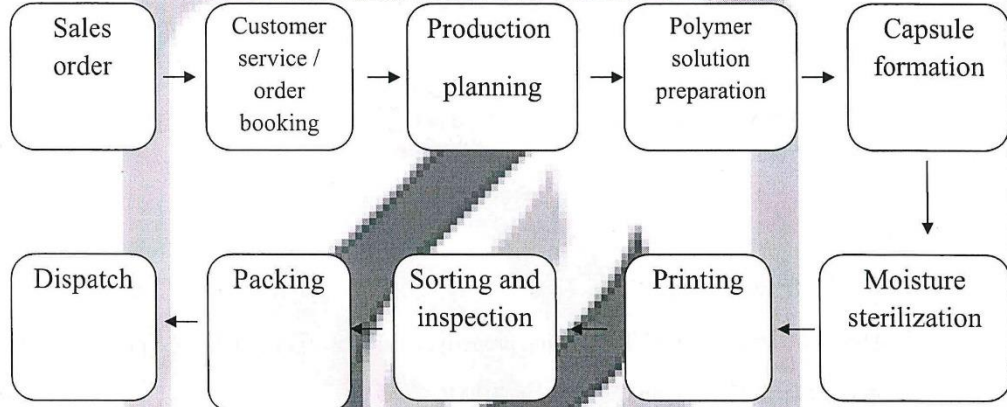 Sales
order
Customer
service /
order
booking
Production
planning
Polymer
solution
preparation
Capsule
formation
Dispatch
Packing
Sorting and
inspection
Printing
Moisture
sterilization